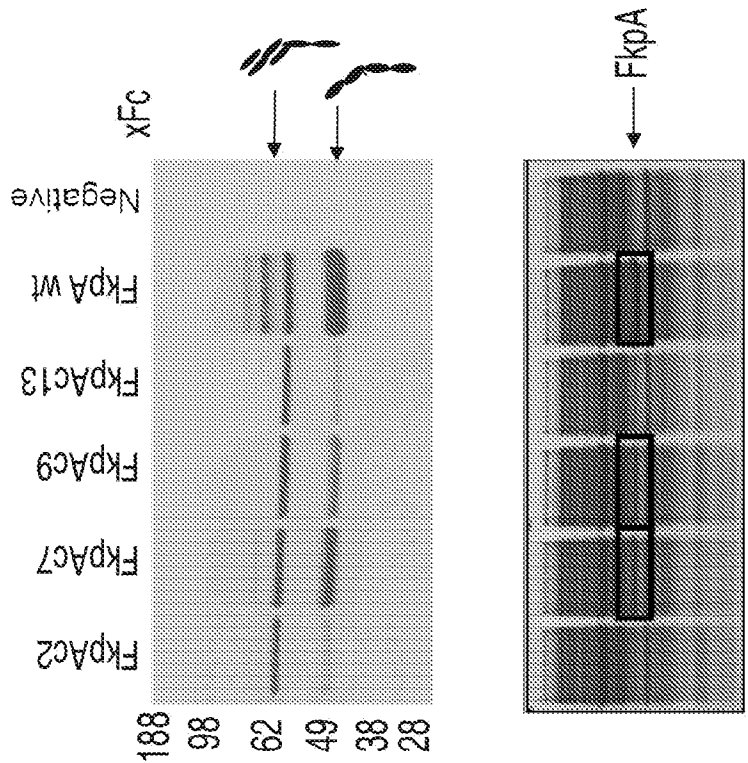 xFc
Negative
FkpA wt
FkpAc13
FkpAc9
FkpAc7
FkpAc2
188
98
62
49
38
28
FkpA